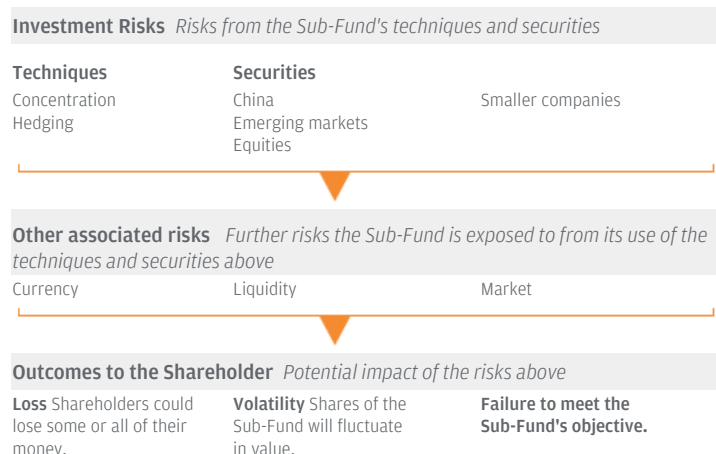 Investment Risks Risks from the Sub-Fund's techniques and securities
Techniques
Concentration
Hedging
Securities
China
Emerging markets
Equities
Smaller companies
Other associated risks Further risks the Sub-Fund is exposed to from its use of the
techniques and securities above
Currency
Liquidity
Market
Outcomes to the Shareholder Potential impact of the risks above
Loss Shareholders could
lose some or all of their
money.
Volatility Shares of the
Sub-Fund will fluctuate
in value.
Failure to meet the
Sub-Fund's objective.